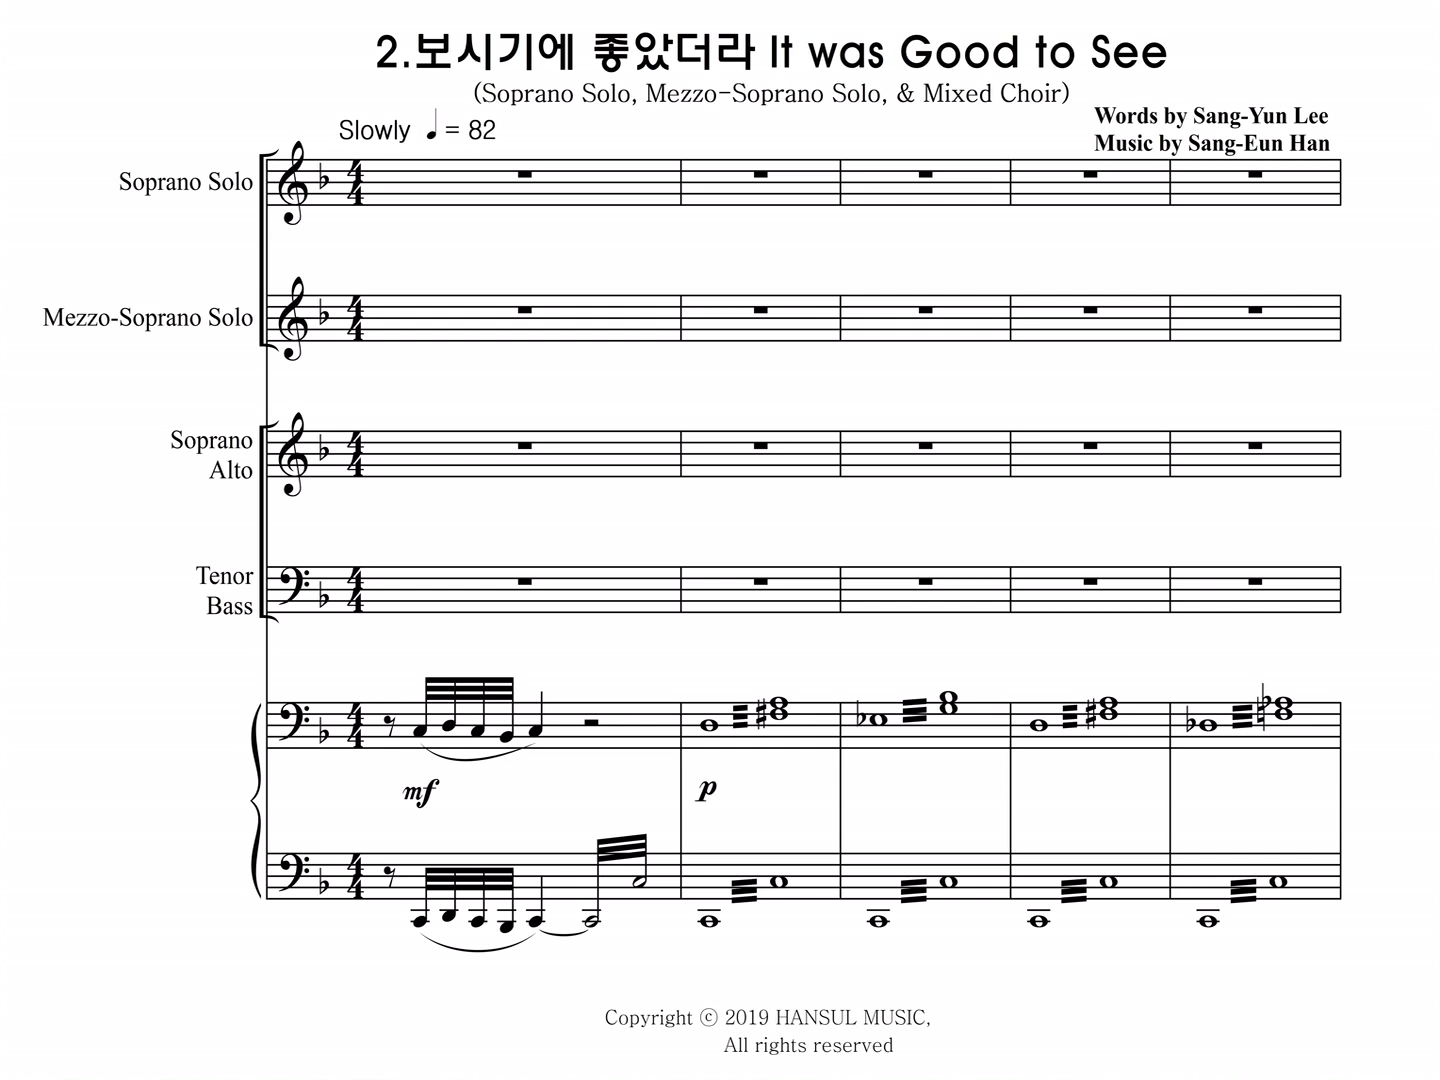 2.보시기에 좋았더라 It was Good to See
(Soprano Solo, Mezzo-Soprano Solo, & Mixed Choir)
Words by Sang-Yun Lee
Slowly ♩= 82
Music by Sang-Eun Han
Soprano Solo
Mezzo-Soprano Solo
Soprano
Alto
Tenor
Bass
mf
p
Copyright ⓒ 2019 HANSUL MUSIC,
All rights reserved